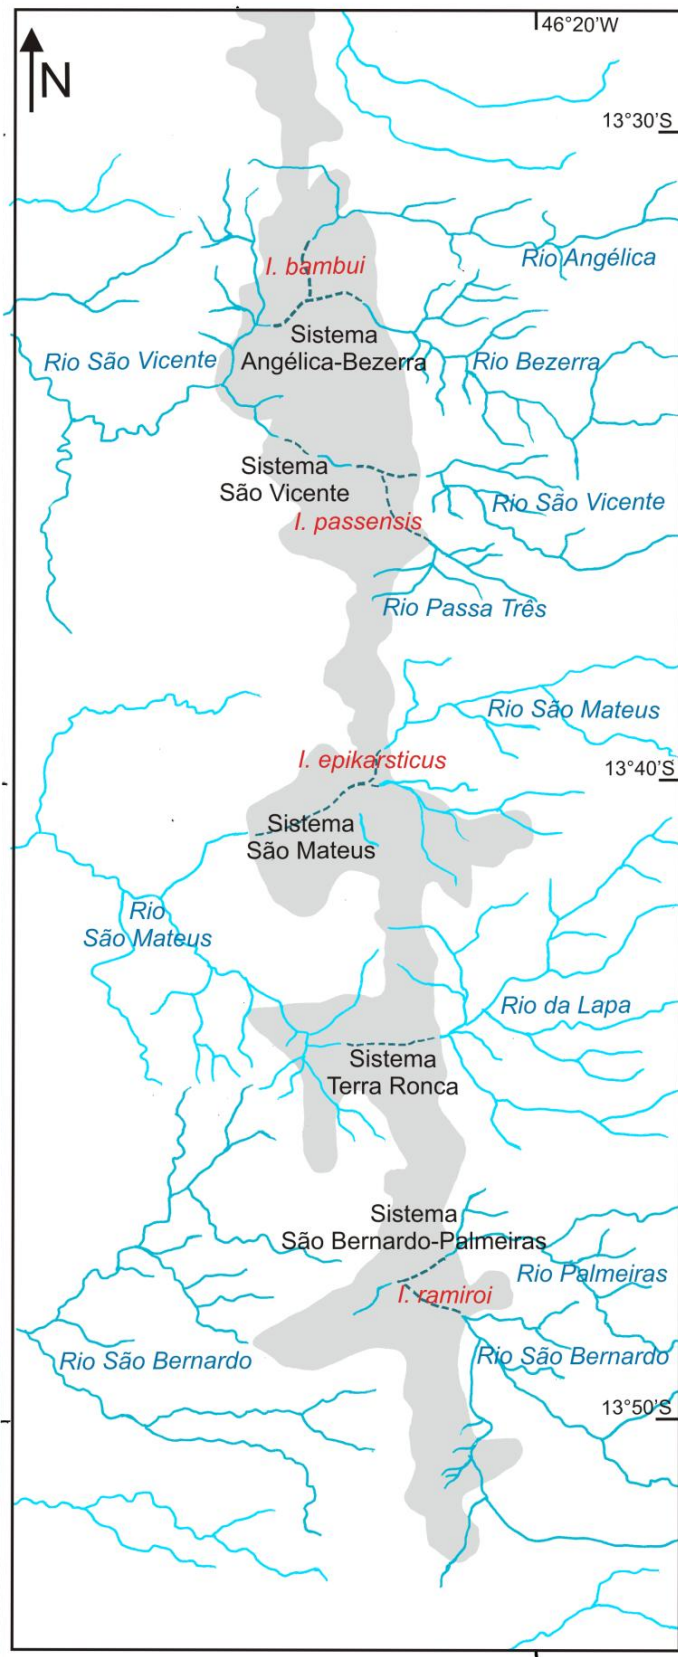 46°20'W
N
13°30'S
Rio Angélica
I. bambui
Sistema
Angélica-Bezerra
Rio São Vicente
Rio Bezerra
Sistema
São Vicente
Rio São Vicente
I. passensis
Rio Passa Três
Rio São Mateus
I. epikarsticus
13°40'S
Sistema
São Mateus
Rio
São Mateus
Rio da Lapa
Sistema
Terra Ronca
Sistema
São Bernardo-Palmeiras
Rio Palmeiras
I. ramiroi
Rio São Bernardo
Rio São Bernardo
13°50'S